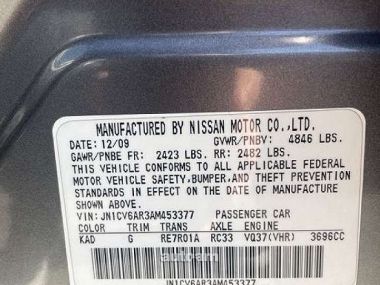 MANUFACTURED BY NISSAN MOTOR CO.,LTD.
DATE: 12/09 GVWR/PNBV: 4846 LBS.
GAWR/PNBE FR: 2423 LBS. RR: 2482 LBS.
THIS VEHICLE CONFORMS TO ALL APPLICABLE FEDERAL
MOTOR VEHICLE SAFETY,BUMPER,AND THEFT PREVENTION
STANDARDS IN EFFECT ON THE DATE OF MANUFACTURE
SHOWN ABOVE.
VIN:JN1CV6AR3AM453377 PASSENGER CAR
COLOR TRIM TRANS AXLE ENGINE
KAD G RE7R01A RC33 VQ37(VHR) 3696CC
autoam
JN1CV6AR3AM453377